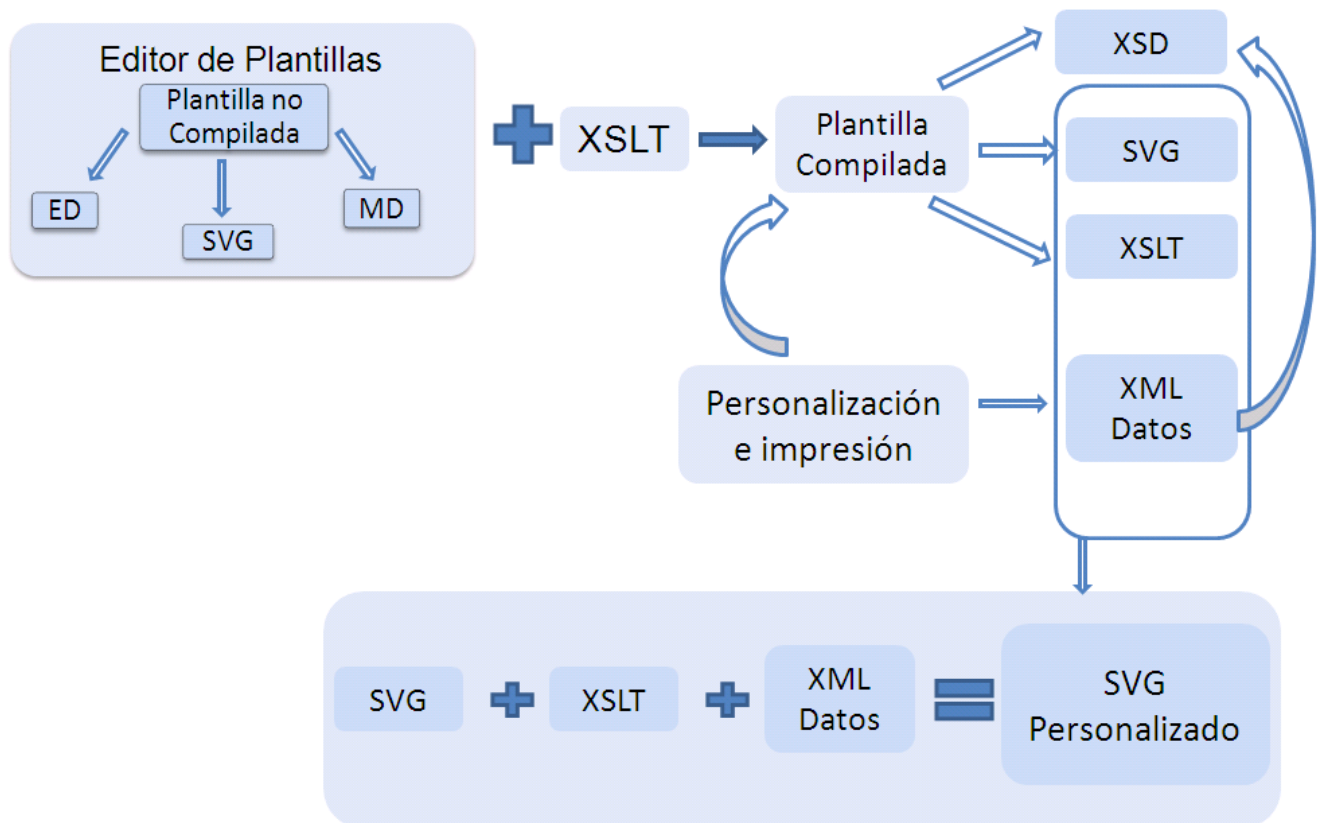 Editor de Plantillas
Plantilla no
Compilada
ED
SVG
MD
XSLT
Plantilla
Compilada
XSD
SVG
XSLT
XML
Datos
Personalización
e impresión
SVG
XSLT
XML
Datos
SVG
Personalizado